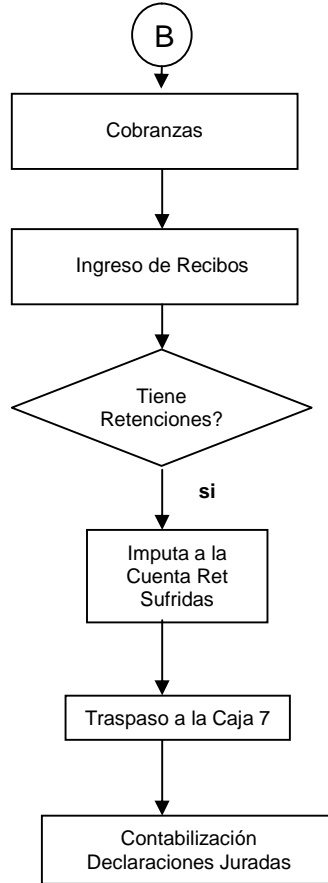 B
Cobranzas
Ingreso de Recibos
Tiene
Retenciones?
si
Imputa a la
Cuenta Ret
Sufridas
Traspaso a la Caja 7
Contabilización
Declaraciones Juradas